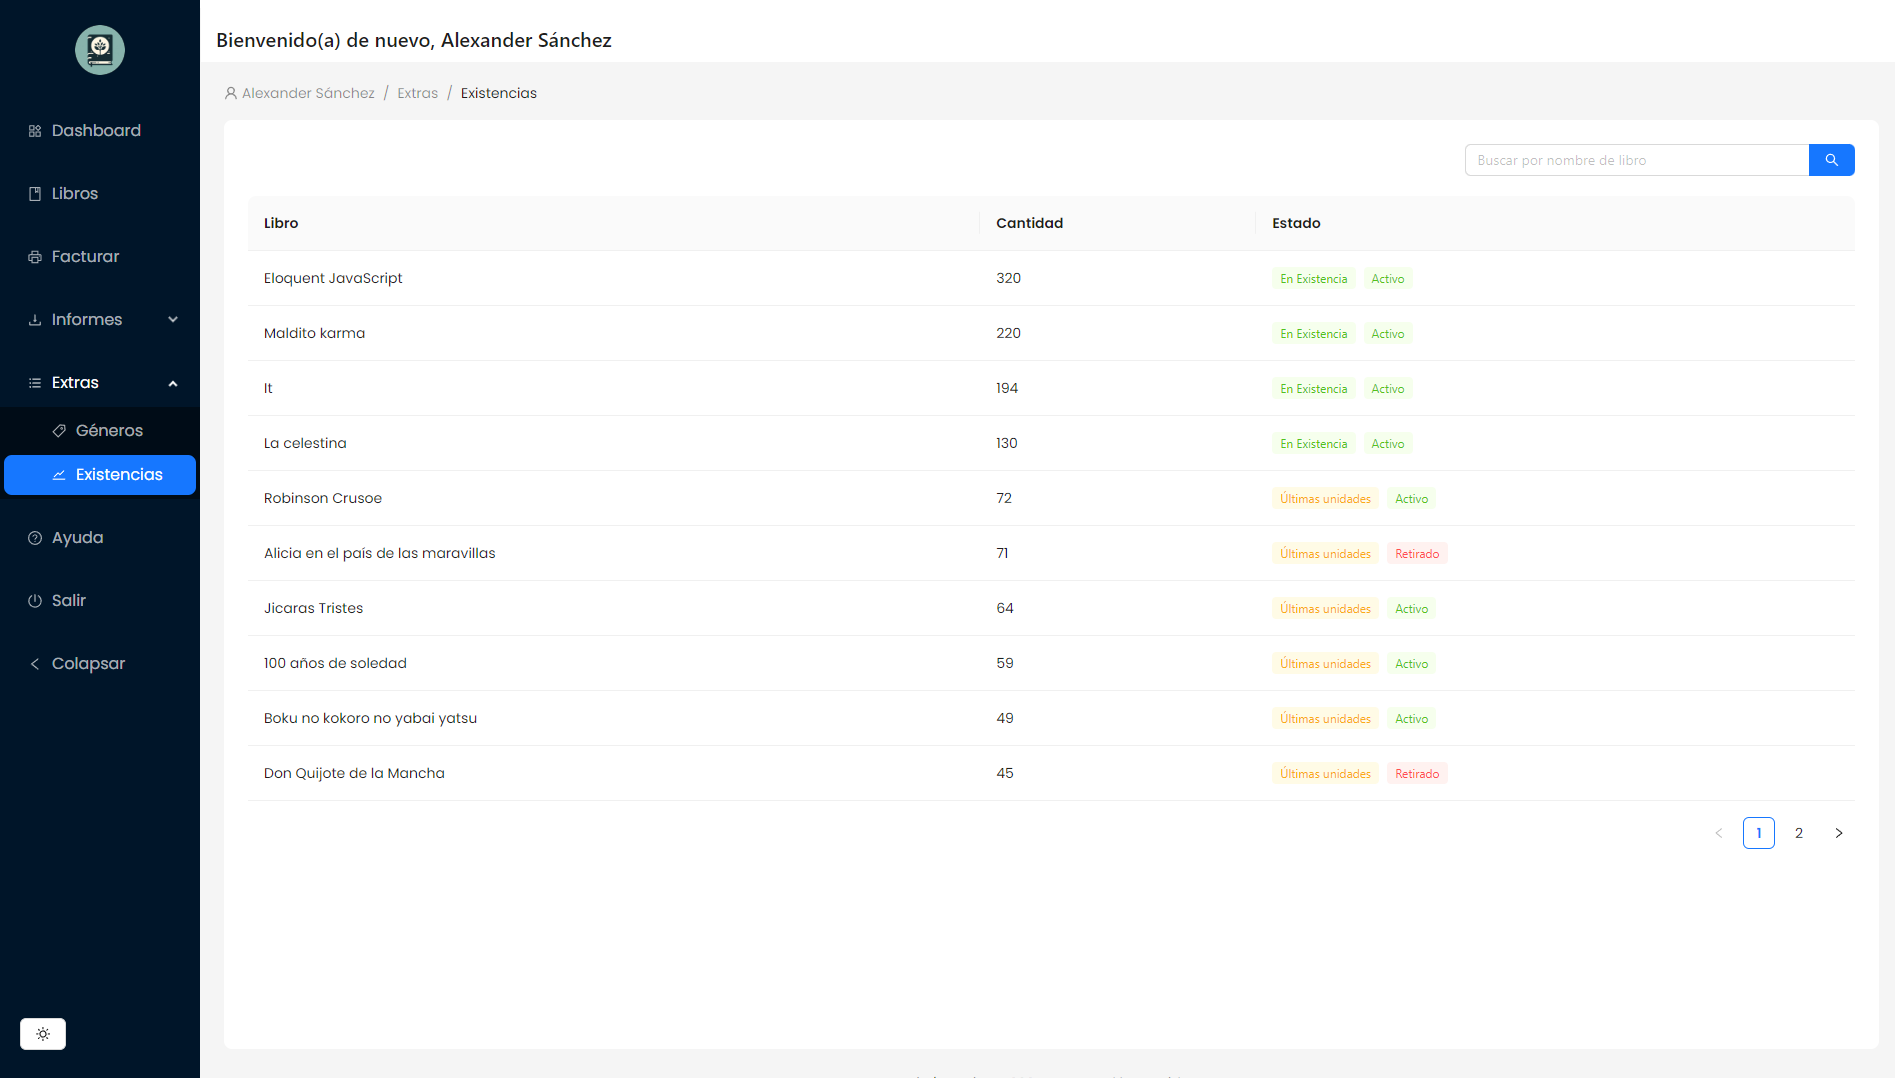 Bienvenido(a) de nuevo, Alexander Sánchez
Alexander Sánchez / Extras / Existencias
Dashboard
Libros
Facturar
Informes
Extras
Géneros
Existencias
Ayuda
Salir
Colapsar
Buscar por nombre de libro
Libro Cantidad Estado
Eloquent JavaScript 320 En Existencia Activo
Maldito karma 220 En Existencia Activo
It 194 En Existencia Activo
La celestina 130 En Existencia Activo
Robinson Crusoe 72 Últimas unidades Activo
Alicia en el país de las maravillas 71 Últimas unidades Retirado
Jicaras Tristes 64 Últimas unidades Activo
100 años de soledad 59 Últimas unidades Activo
Boku no kokoro no yabai yatsu 49 Últimas unidades Activo
Don Quijote de la Mancha 45 Últimas unidades Retirado
< 1 2 >